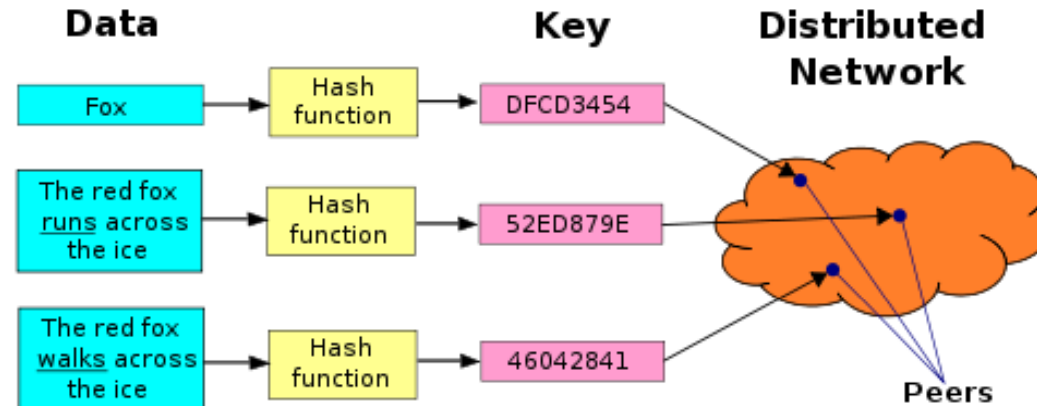 Data
Key
Distributed
Network
Fox
Hash
function
DFCD3454
The red fox
runs across
the ice
Hash
function
52ED879E
The red fox
walks across
the ice
Hash
function
46042841
Peers